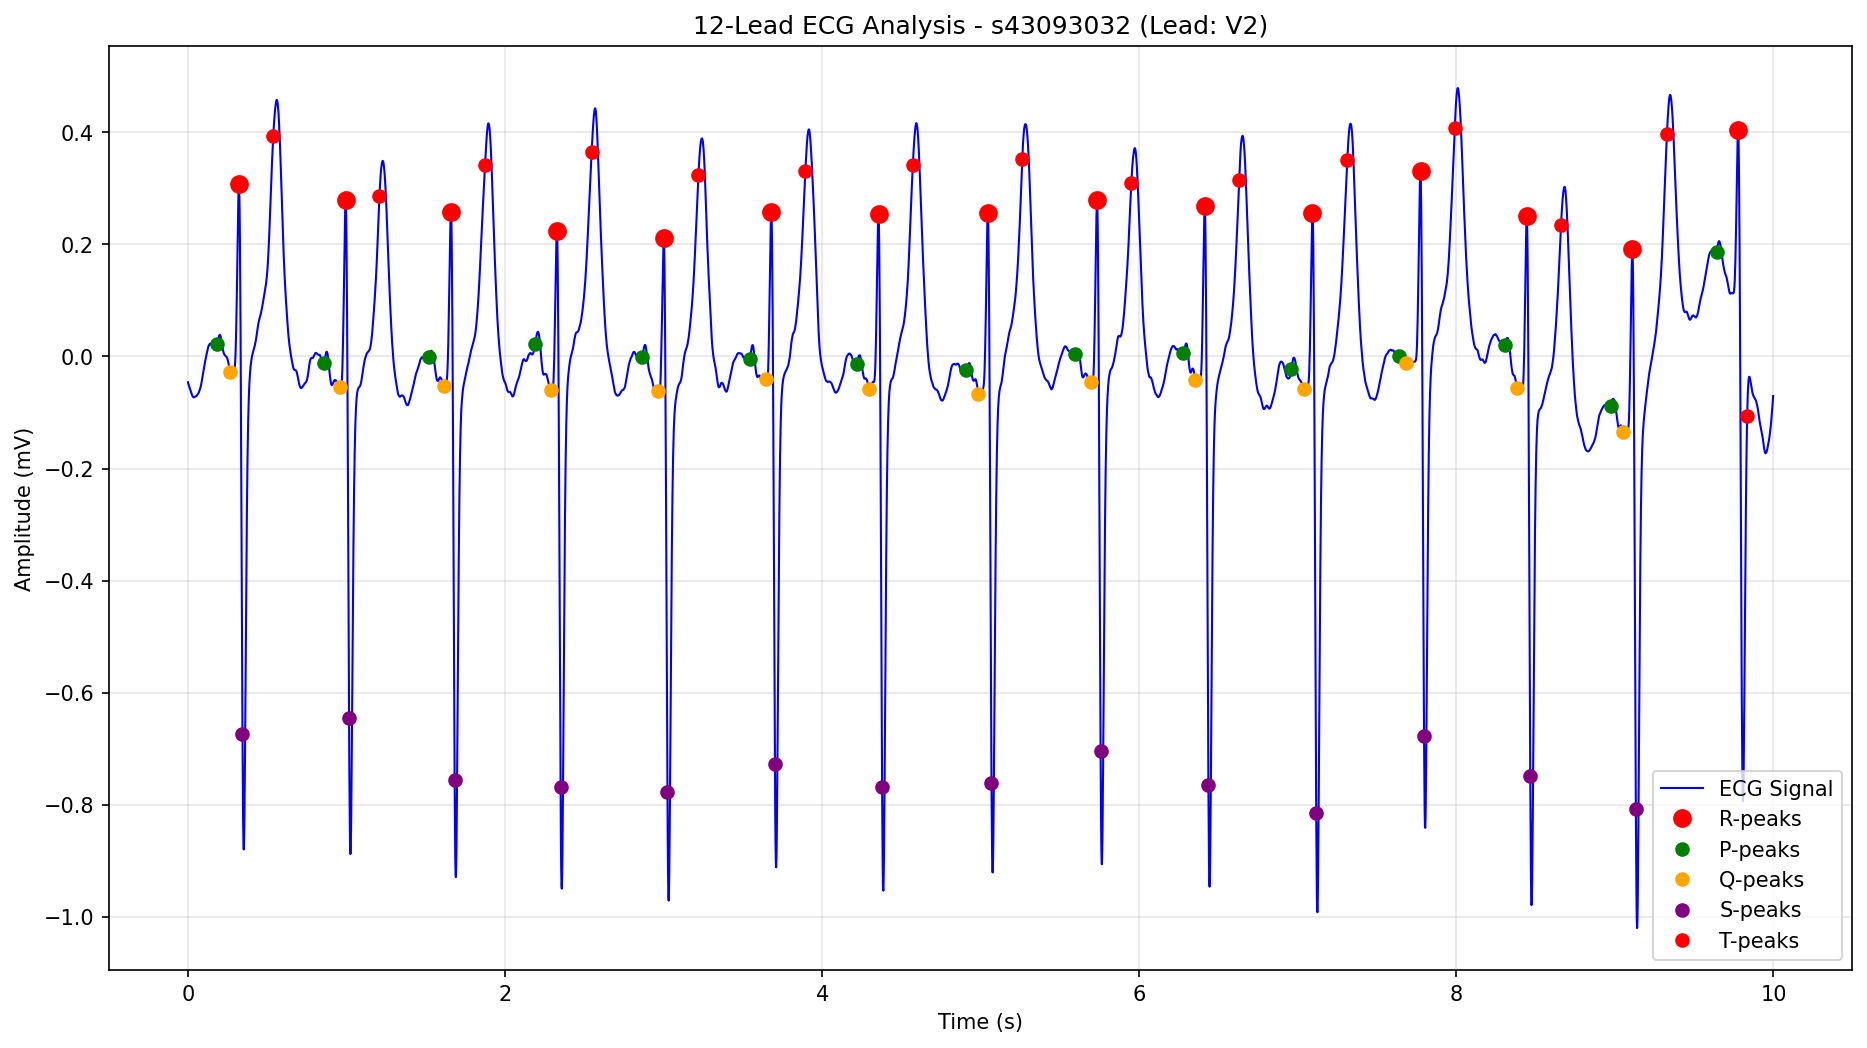 12-Lead ECG Analysis - s43093032 (Lead: V2)
Amplitude (mV)
0.4
0.2
0.0
−0.2
−0.4
−0.6
−0.8
−1.0
0 2 4 6 8 10
Time (s)
ECG Signal
R-peaks
P-peaks
Q-peaks
S-peaks
T-peaks